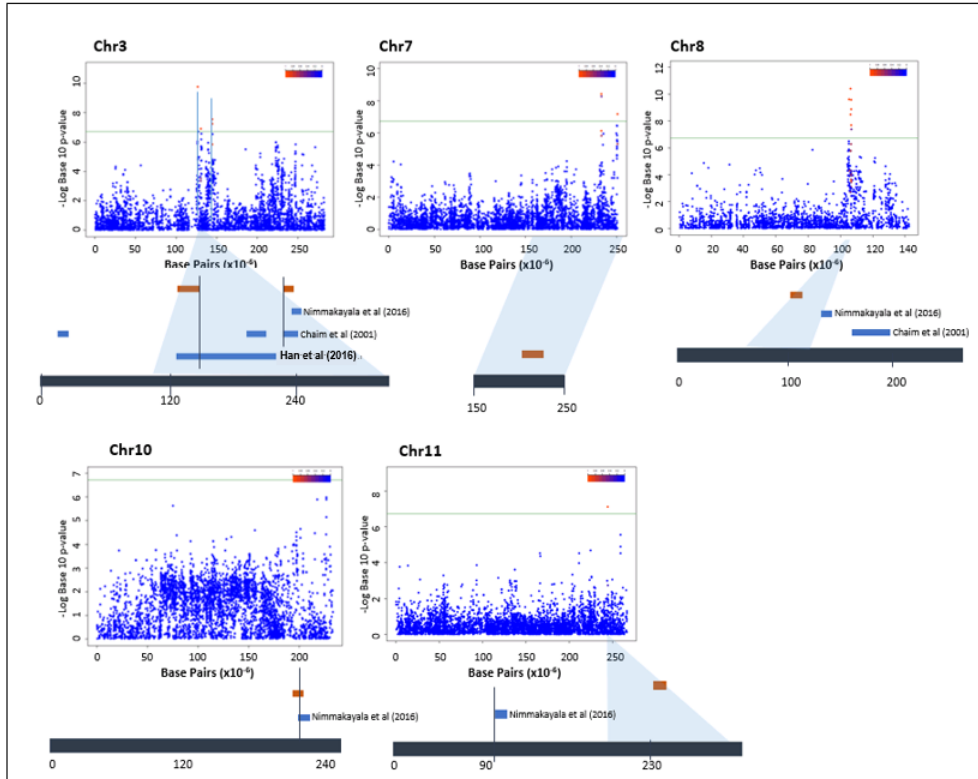 Chr3
-Log Base 10 p-value
0 2 4 6 8 10
0 50 100 150 200 250
Base Pairs (x10-6)
Nimmakayala et al (2016)
Chaim et al (2001)
Han et al (2016)
0 120 240
Chr7
-Log Base 10 p-value
0 2 4 6 8 10
0 50 100 150 200 250
Base Pairs (x10-6)
150 250
Chr8
-Log Base 10 p-value
0 2 4 6 8 10 12
0 20 40 60 80 100 120 140
Base Pairs (x10-6)
Nimmakayala et al (2016)
Chaim et al (2001)
0 100 200
Chr10
-Log Base 10 p-value
0 1 2 3 4 5 6 7
0 50 100 150 200
Base Pairs (x10-6)
Nimmakayala et al (2016)
0 120 240
Chr11
-Log Base 10 p-value
0 2 4 6 8
0 50 100 150 200 250
Base Pairs (x10-6)
Nimmakayala et al (2016)
0 90 230